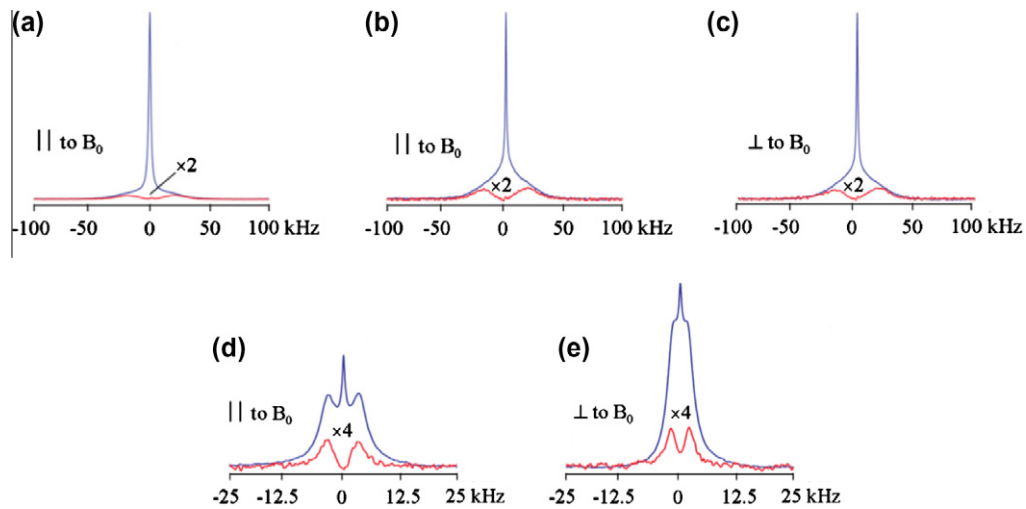 (a)
|| to B₀
×2
-100 -50 0 50 100 kHz
(b)
|| to B₀
×2
-100 -50 0 50 100 kHz
(c)
⊥ to B₀
×2
-100 -50 0 50 100 kHz
(d)
|| to B₀
×4
-25 -12.5 0 12.5 25 kHz
(e)
⊥ to B₀
×4
-25 -12.5 0 12.5 25 kHz